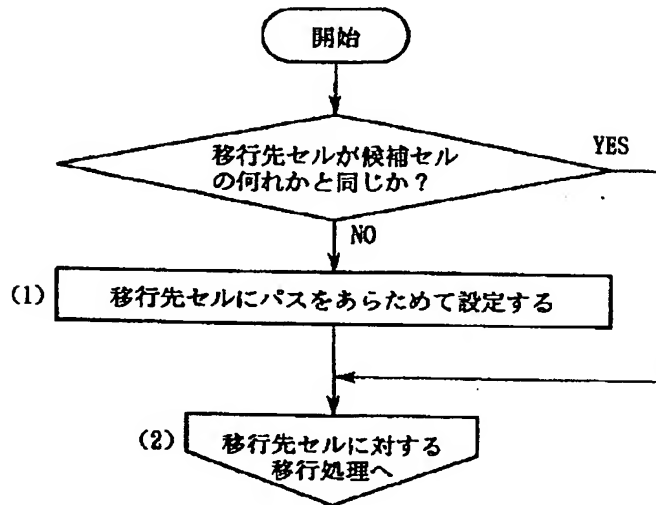 開始
移行先セルが候補セル
の何れかと同じか？
YES
NO
(1) 移行先セルにパスをあらためて設定する
(2) 移行先セルに対する
移行処理へ